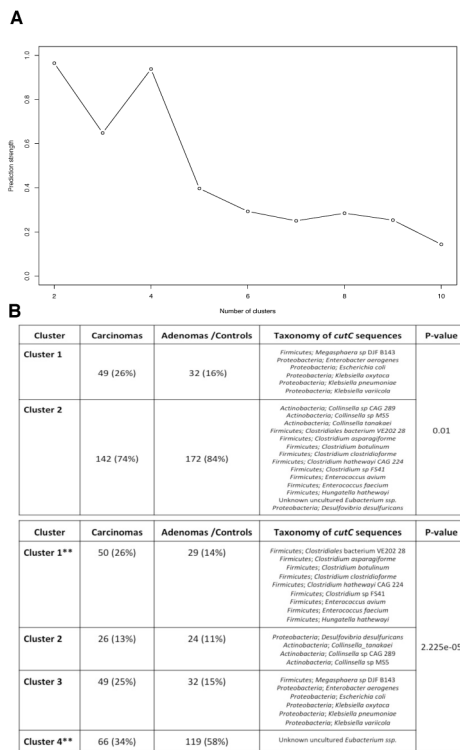 A
Prediction strength
1.0
0.8
0.6
0.4
0.2
0.0
2
4
6
8
10
Number of clusters
B
Cluster Carcinomas Adenomas /Controls Taxonomy of cutC sequences P-value
Cluster 1
49 (26%)
32 (16%)
Firmicutes; Megasphaera sp DJF B143
Proteobacteria; Enterobacter aerogenes
Proteobacteria; Escherichia coli
Proteobacteria; Klebsiella oxytoca
Proteobacteria; Klebsiella pneumoniae
Proteobacteria; Klebsiella variicola
0.01
Cluster 2
142 (74%)
172 (84%)
Actinobacteria; Collinsella sp CAG 289
Actinobacteria; Collinsella sp MS5
Actinobacteria; Collinsella tanakaei
Firmicutes; Clostridiales bacterium VE202 28
Firmicutes; Clostridium asparagiforme
Firmicutes; Clostridium botulinum
Firmicutes; Clostridium clostridioforme
Firmicutes; Clostridium hathewayi CAG 224
Firmicutes; Clostridium sp FS41
Firmicutes; Enterococcus avium
Firmicutes; Enterococcus faecium
Firmicutes; Hungatella hathewayi
Unknown uncultured Eubacterium ssp.
Proteobacteria; Desulfovibrio desulfuricans
Cluster Carcinomas Adenomas /Controls Taxonomy of cutC sequences P-value
Cluster 1**
50 (26%)
29 (14%)
Firmicutes; Clostridiales bacterium VE202 28
Firmicutes; Clostridium asparagiforme
Firmicutes; Clostridium botulinum
Firmicutes; Clostridium clostridioforme
Firmicutes; Clostridium hathewayi CAG 224
Firmicutes; Clostridium sp FS41
Firmicutes; Enterococcus avium
Firmicutes; Enterococcus faecium
Firmicutes; Hungatella hathewayi
2.225e-05
Cluster 2
26 (13%)
24 (11%)
Proteobacteria; Desulfovibrio desulfuricans
Actinobacteria; Collinsella_tanakaei
Actinobacteria; Collinsella sp CAG 289
Actinobacteria; Collinsella sp MS5
Cluster 3
49 (25%)
32 (15%)
Firmicutes; Megasphaera sp DJF B143
Proteobacteria; Enterobacter aerogenes
Proteobacteria; Escherichia coli
Proteobacteria; Klebsiella oxytoca
Proteobacteria; Klebsiella pneumoniae
Proteobacteria; Klebsiella variicola
Cluster 4**
66 (34%)
119 (58%)
Unknown uncultured Eubacterium ssp.